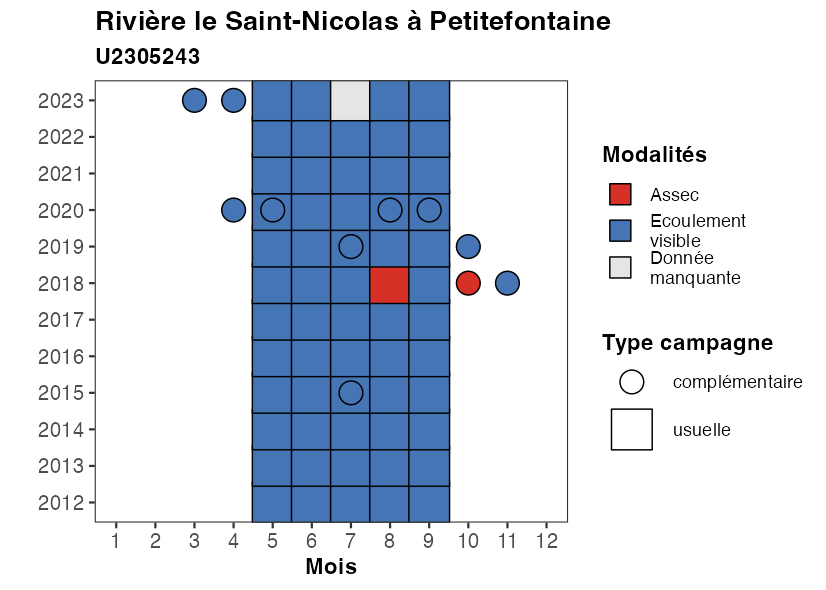 Rivière le Saint-Nicolas à Petitefontaine
U2305243
2023
2022
2021
2020
2019
2018
2017
2016
2015
2014
2013
2012
1 2 3 4 5 6 7 8 9 10 11 12
Mois
Modalités
Assec
Ecoulement
visible
Donnée
manquante
Type campagne
complémentaire
usuelle